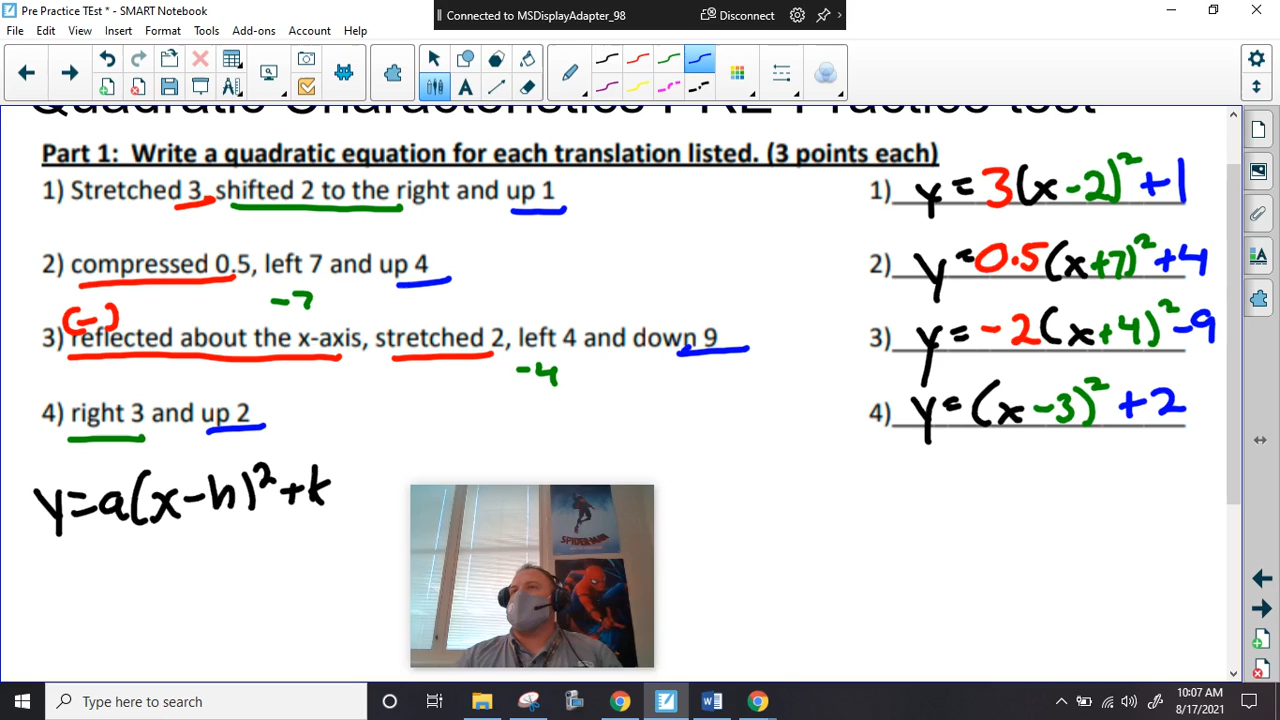 Pre Practice TEst * - SMART Notebook
Connected to MSDisplayAdapter_98 Disconnect
File Edit View Insert Format Tools Add-ons Account Help
Quadratic Characteristics PRE Practice test
Part 1: Write a quadratic equation for each translation listed. (3 points each)
1) Stretched 3, shifted 2 to the right and up 1
1) y = 3(x-2)²+1
2) compressed 0.5, left 7 and up 4
2) y=0.5(x+7)²+4
(-) -7
3) reflected about the x-axis, stretched 2, left 4 and down 9
3) y = -2(x+4)²-9
-4
4) right 3 and up 2
4) y=(x-3)²+2
y=a(x-h)²+k
SPIDER-MAN
Type here to search
10:07 AM
8/17/2021